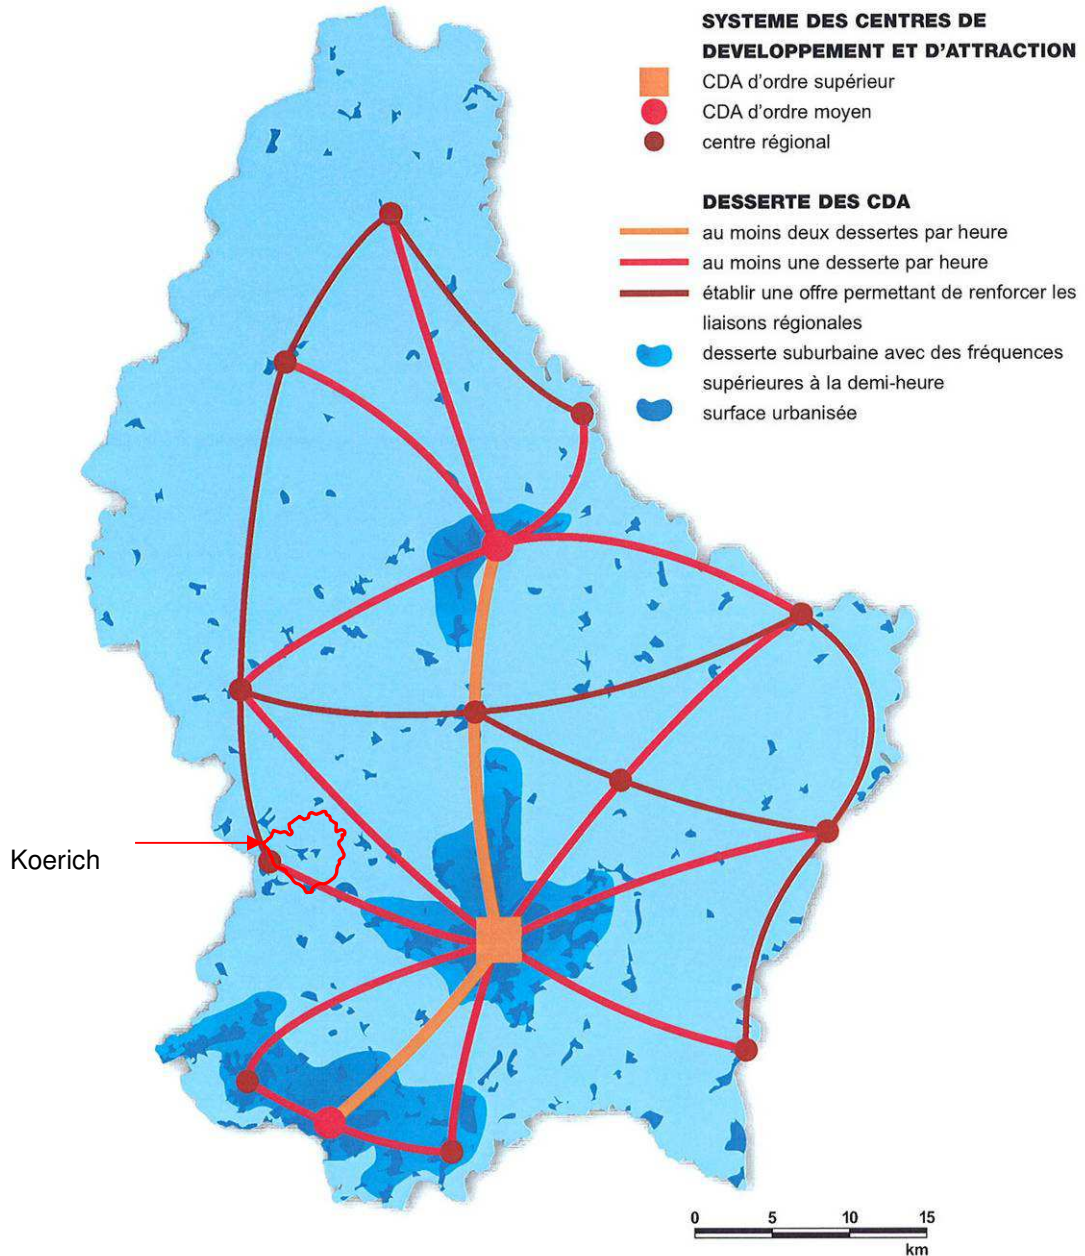 SYSTEME DES CENTRES DE
DEVELOPPEMENT ET D'ATTRACTION
CDA d'ordre supérieur
CDA d'ordre moyen
centre régional
DESSERTE DES CDA
au moins deux dessertes par heure
au moins une desserte par heure
établir une offre permettant de renforcer les
liaisons régionales
desserte suburbaine avec des fréquences
supérieures à la demi-heure
surface urbanisée
Koerich
0 5 10 15
km